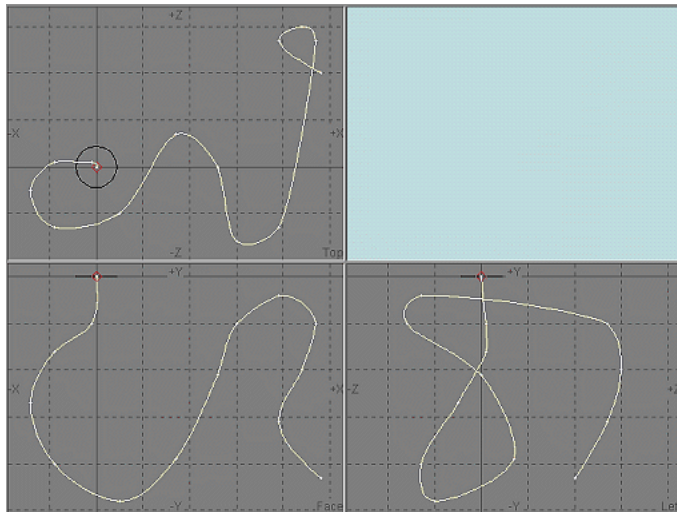 +Z
-X +X
-Z Top
+Y +Y
-X +X -Z +Z
-Y Face -Y Left